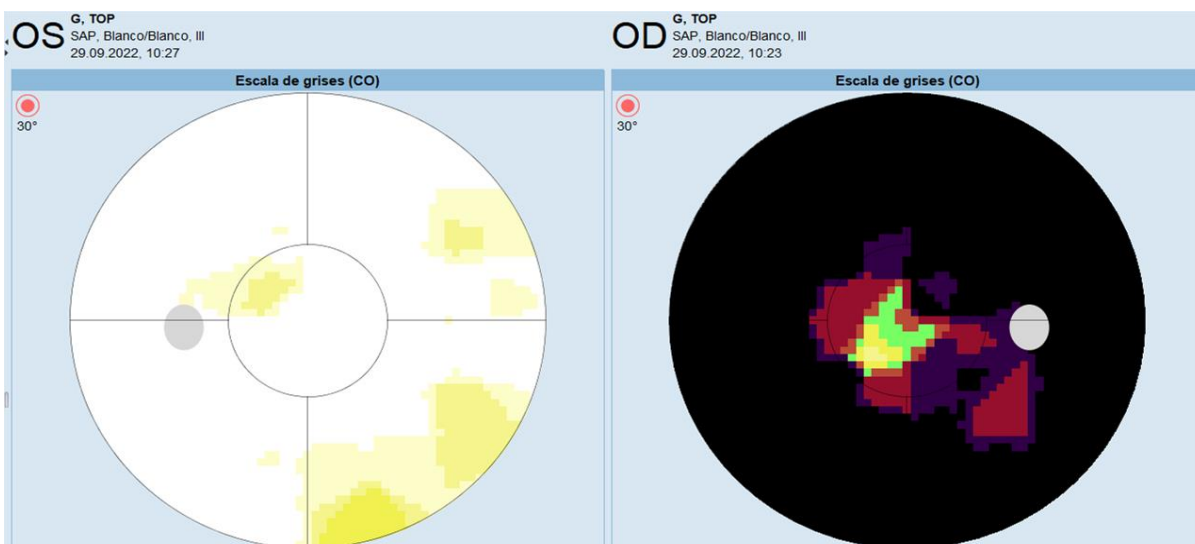 OS
G, TOP
SAP, Blanco/Blanco, III
29.09.2022, 10:27
Escala de grises (CO)
30°
OD
G, TOP
SAP, Blanco/Blanco, III
29.09.2022, 10:23
Escala de grises (CO)
30°